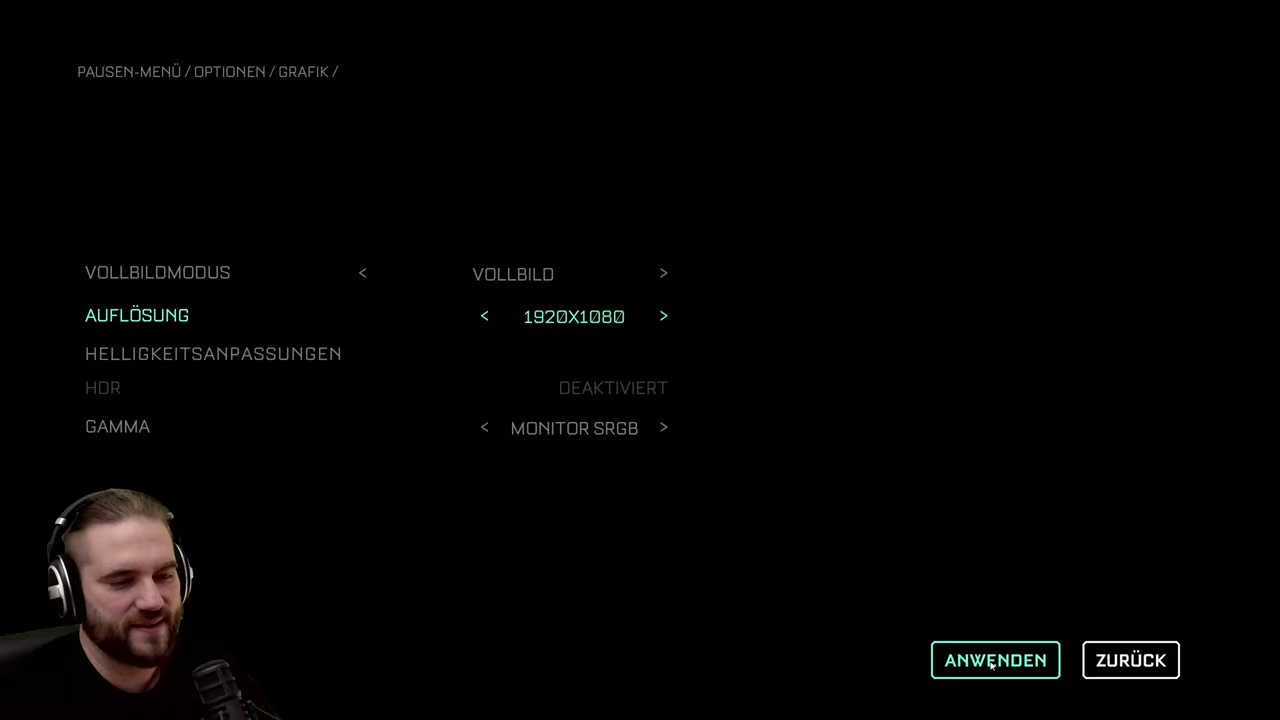 PAUSEN-MENÜ / OPTIONEN / GRAFIK /
VOLLBILDMODUS < VOLLBILD >
AUFLÖSUNG < 1920X1080 >
HELLIGKEITSANPASSUNGEN
HDR DEAKTIVIERT
GAMMA < MONITOR SRGB >
ANWENDEN ZURÜCK